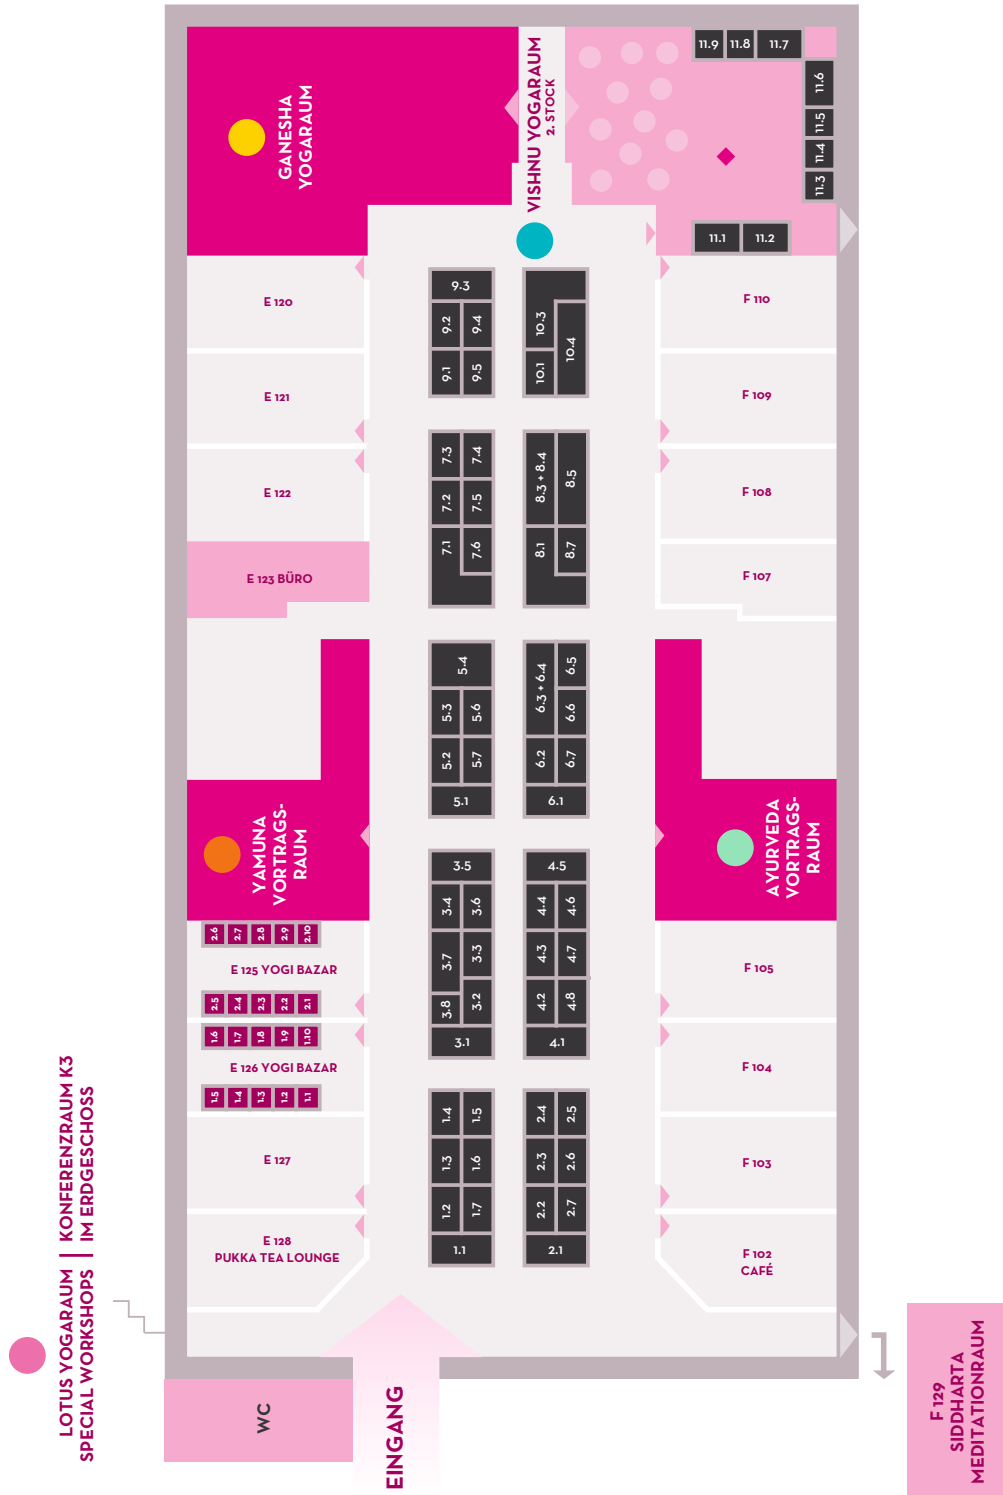 GANESHA
YOGARAUM
VISHNU YOGARAUM
2. STOCK
11.9
11.8
11.7
11.6
11.5
11.4
11.3
11.1
11.2
E 120
E 121
E 122
E 123 BÜRO
F 110
F 109
F 108
F 107
9.3
9.2
9.4
9.1
9.5
10.3
10.4
10.1
7.3
7.4
7.2
7.5
7.1
7.6
8.3 + 8.4
8.5
8.1
8.7
5.4
5.3
5.6
5.2
5.7
5.1
6.3 + 6.4
6.5
6.6
6.2
6.7
6.1
YAMUNA
VORTRAGS-
RAUM
AYURVEDA
VORTRAGS-
RAUM
3.5
3.4
3.6
3.7
3.3
3.8
3.2
3.1
4.5
4.4
4.6
4.3
4.7
4.2
4.8
4.1
2.6
2.7
2.8
2.9
2.10
E 125 YOGI BAZAR
2.5
2.4
2.3
2.2
2.1
1.6
1.7
1.8
1.9
1.10
E 126 YOGI BAZAR
1.5
1.4
1.3
1.2
1.1
F 105
F 104
F 103
F 102
CAFÉ
E 127
E 128
PUKKA TEA LOUNGE
1.4
1.5
1.3
1.6
1.2
1.7
1.1
2.4
2.5
2.3
2.6
2.2
2.7
2.1
LOTUS YOGARAUM | KONFERENZRAUM K3
SPECIAL WORKSHOPS | IM ERDGESCHOSS
WC
EINGANG
F 129
SIDDHARTA
MEDITATIONRAUM